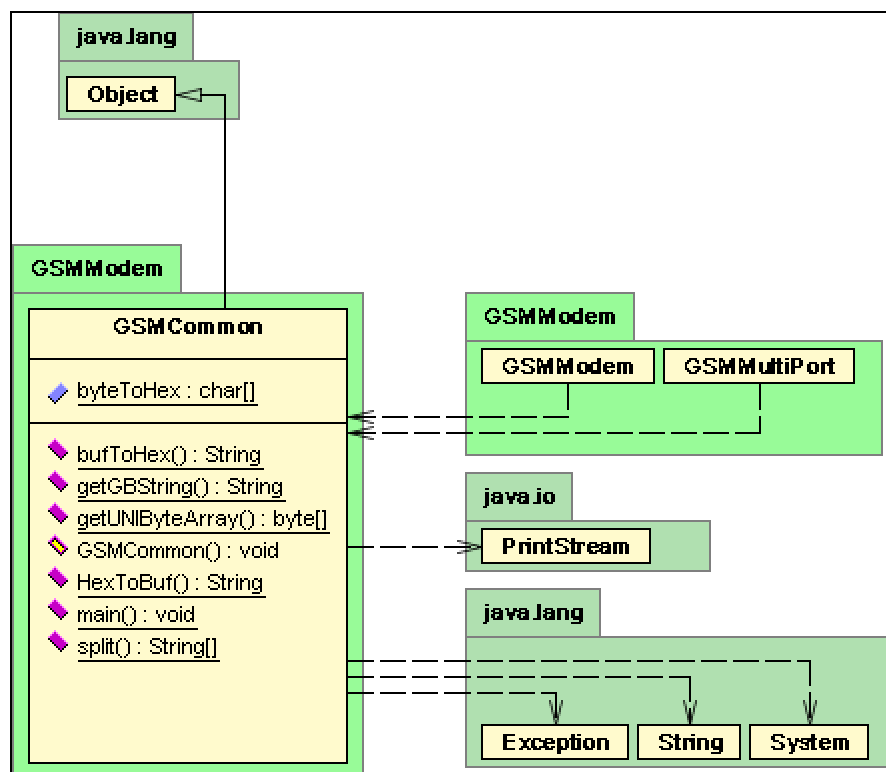 java.lang
Object
GSMModem
GSMCommon
byteToHex : char[]
bufToHex() : String
getGBString() : String
getUNIByteArray() : byte[]
GSMCommon() : void
HexToBuf() : String
main() : void
split() : String[]
GSMModem
GSMModem GSMMultiPort
java.io
PrintStream
java.lang
Exception String System